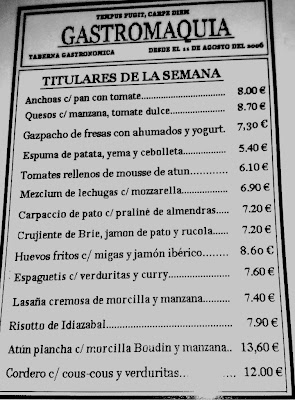 TEMPUS FUGIT, CARPE DIEM
GASTROMAQUIA
TABERNA GASTRONOMICA DESDE EL 11 DE AGOSTO DEL 2006
TITULARES DE LA SEMANA
Anchoas c/ pan con tomate........................ 8.00 €
Quesos c/ manzana, tomate dulce................ 8.70 €
Gazpacho de fresas con ahumados y yogurt. 7,30 €
Espuma de patata, yema y cebolleta.............. 5.40 €
Tomates rellenos de mousse de atun........... 6.10 €
Mezclum de lechugas c/ mozzarella............... 6.90 €
Carpaccio de pato c/ praliné de almendras..... 7.20 €
Crujiente de Brie, jamon de pato y rucola...... 7.20 €
Huevos fritos c/ migas y jamón ibérico........ 8.60 €
Espaguetis c/ verduritas y curry..................... 7.60 €
Lasaña cremosa de morcilla y manzana.......... 7.40 €
Risotto de Idiazabal..................................... 7.90 €
Atún plancha c/ morcilla Boudin y manzana.. 13,60 €
Cordero c/ cous-cous y verduritas... .... 12.00 €